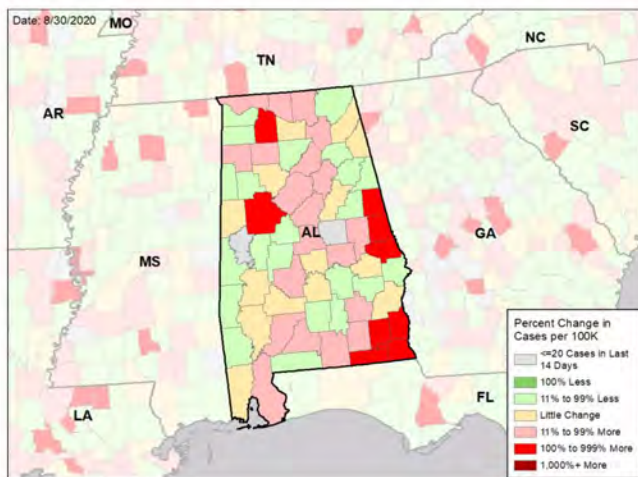 Date: 8/30/2020
MO
NC
TN
AR
SC
AL
GA
MS
LA
FL
Percent Change in
Cases per 100K
<=20 Cases in Last
14 Days
100% Less
11% to 99% Less
Little Change
11% to 99% More
100% to 999% More
1,000%+ More